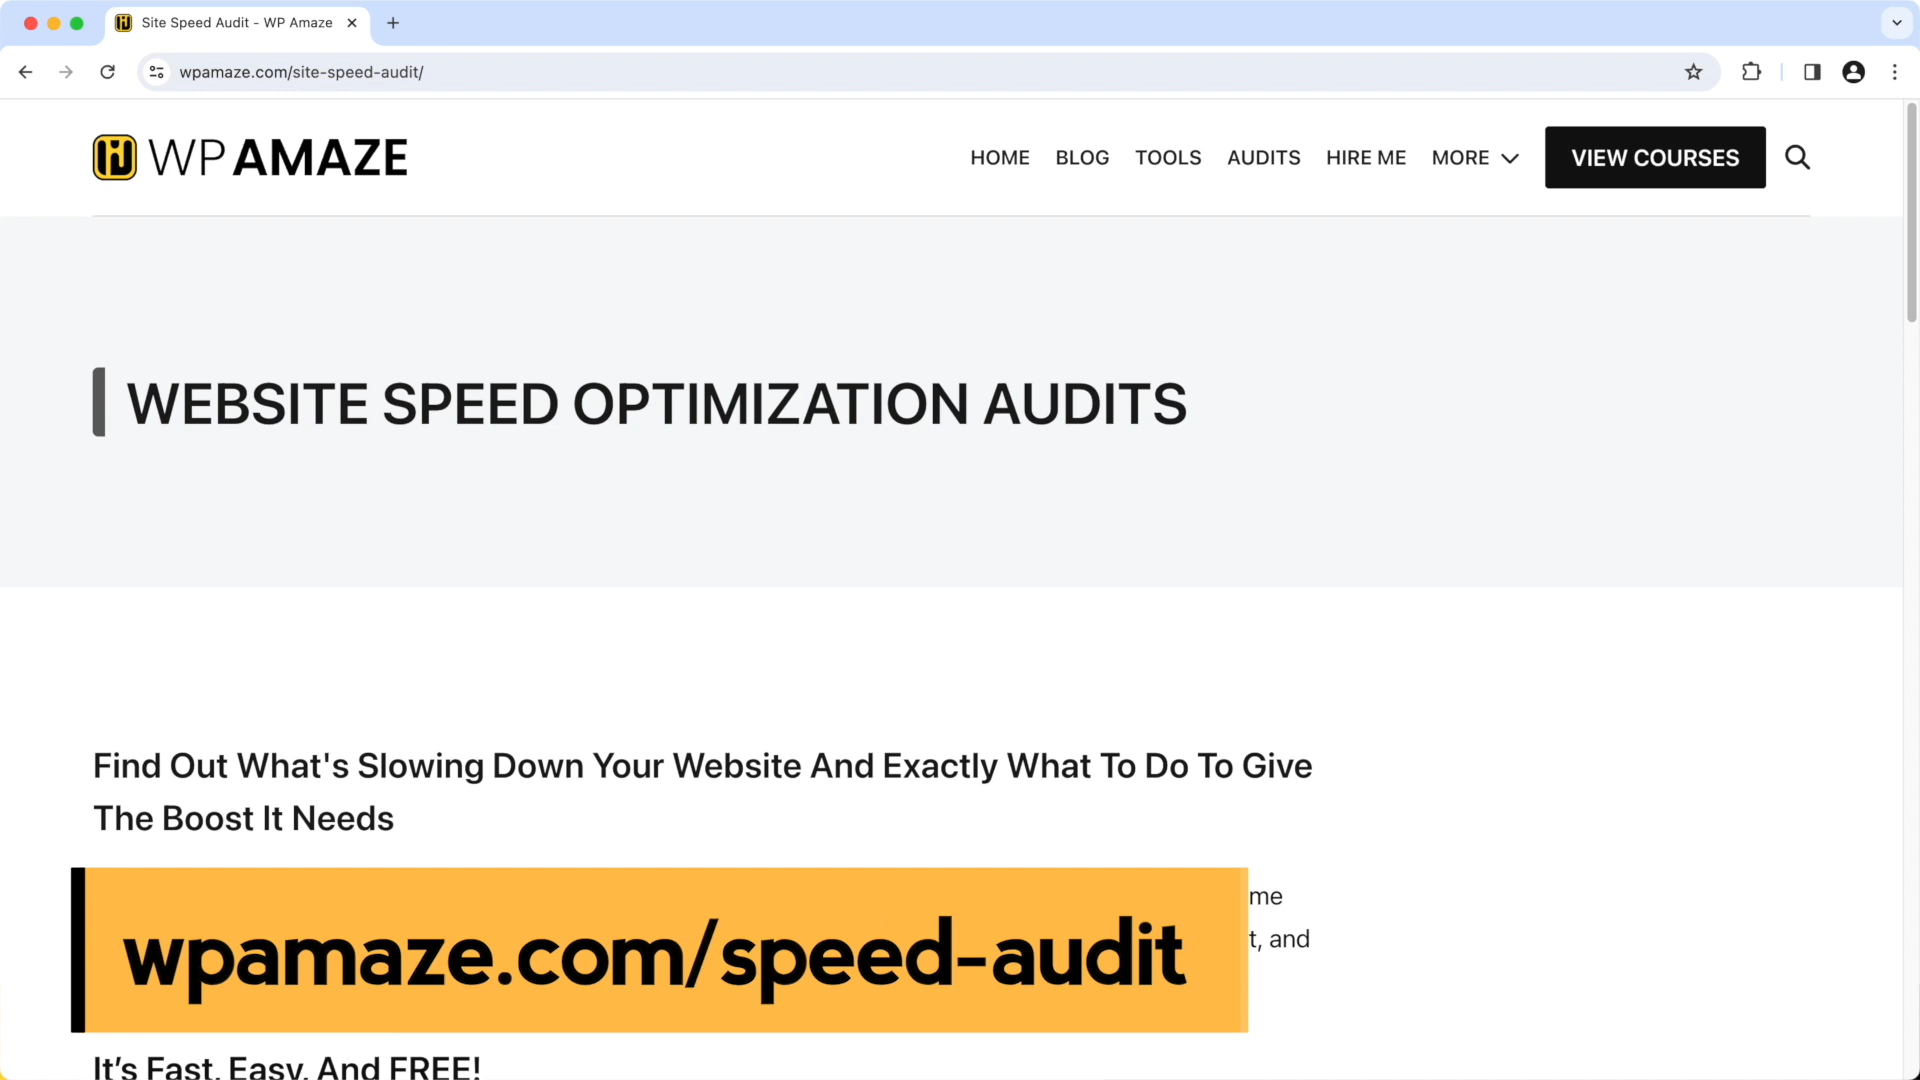 Site Speed Audit - WP Amaze
wpamaze.com/site-speed-audit/
WP AMAZE
HOME BLOG TOOLS AUDITS HIRE ME MORE VIEW COURSES
WEBSITE SPEED OPTIMIZATION AUDITS
Find Out What's Slowing Down Your Website And Exactly What To Do To Give
The Boost It Needs
me
t, and
wpamaze.com/speed-audit
It’s Fast, Easy, And FREE!